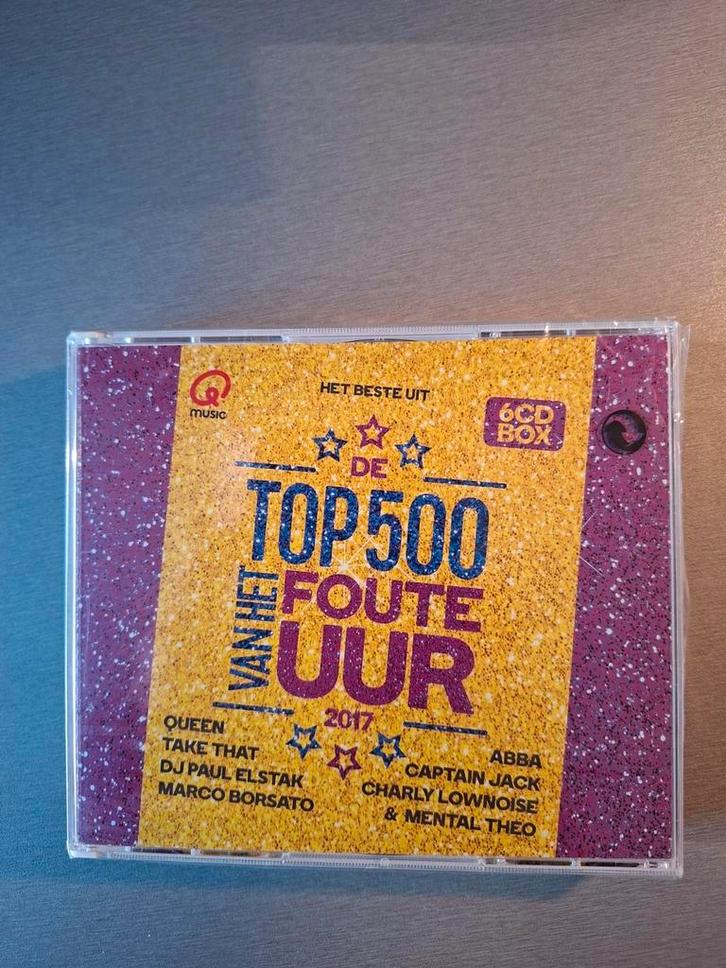 Q
MUSIC
HET BESTE UIT
6CD
BOX
DE
TOP 500
VAN HET
FOUTE
UUR
2017
QUEEN
TAKE THAT
DJ PAUL ELSTAK
MARCO BORSATO
ABBA
CAPTAIN JACK
CHARLY LOWNOISE
& MENTAL THEO